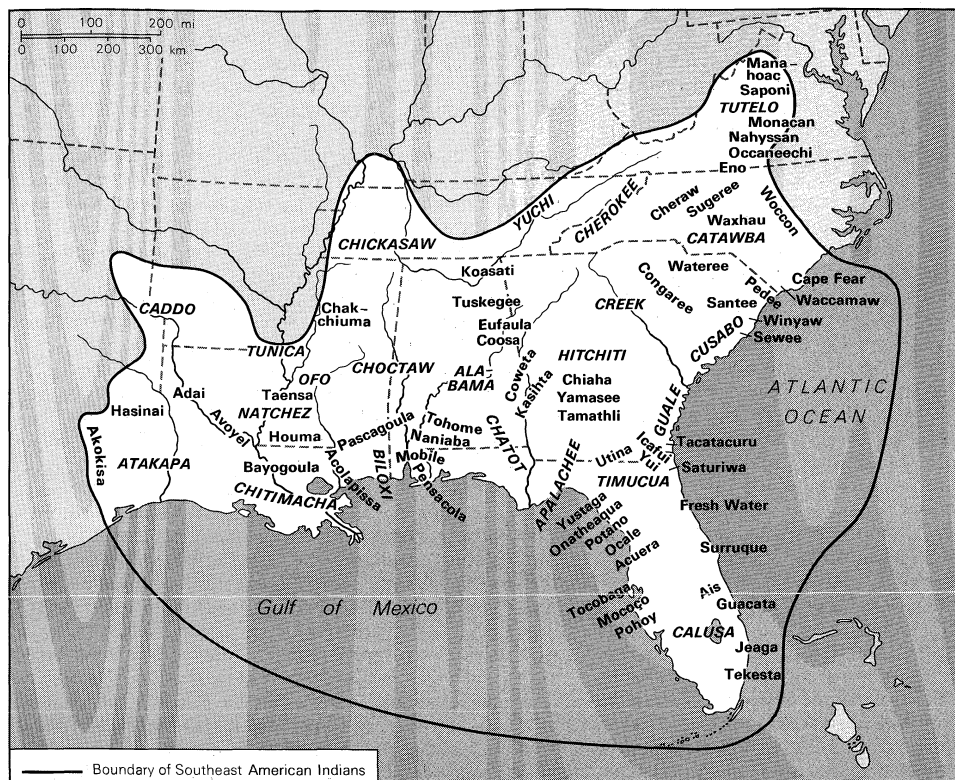 0 100 200 mi
0 100 200 300 km
Mana
hoac
Saponi
TUTELO
Monacan
Nahyssan
Occaneechi
Eno
Woccon
YUCHI
CHEROKEE
Cheraw
Sugeree
Waxhau
CATAWBA
CHICKASAW
Koasati
Wateree
Congaree
Santee
Pedee
Cape Fear
Waccamaw
Winyaw
Sewee
CUSABO
CADDO
Chak-
chiuma
Tuskegee
CREEK
Eufaula
Coosa
TUNICA
OFO
CHOCTAW
ALA-
BAMA
Coweta
Kasihta
HITCHITI
Chiaha
Yamasee
Tamathli
GUALE
ATLANTIC
OCEAN
Adai
Hasinai
Taensa
NATCHEZ
Avoyel
Houma
Pascagoula
Tohome
Naniaba
Mobile
CHATOT
Akokisa
ATAKAPA
Bayogoula
Acolapissa
BILOXI
Pensacola
CHITIMACHA
APALACHEE
Utina
Icafui
Yui
Tacatacuru
Saturiwa
TIMUCUA
Yustaga
Onatheaqua
Potano
Ocale
Acuera
Fresh Water
Surruque
Tocobaga
Mococo
Pohoy
Ais
Guacata
CALUSA
Jeaga
Tekesta
Gulf of Mexico
Boundary of Southeast American Indians